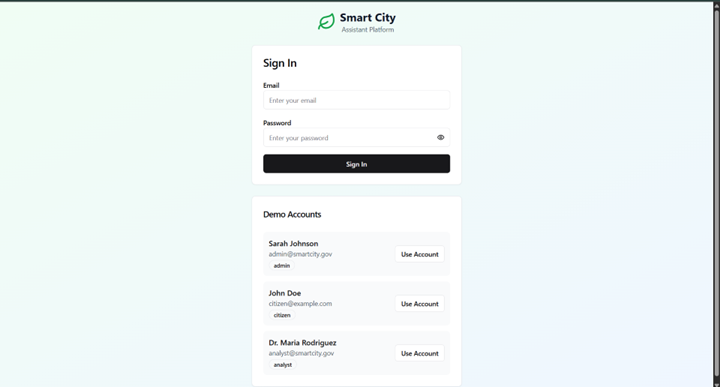 Smart City
Assistant Platform
Sign In
Email
Enter your email
Password
Enter your password
Sign In
Demo Accounts
Sarah Johnson
admin@smartcity.gov
admin
Use Account
John Doe
citizen@example.com
citizen
Use Account
Dr. Maria Rodriguez
analyst@smartcity.gov
analyst
Use Account